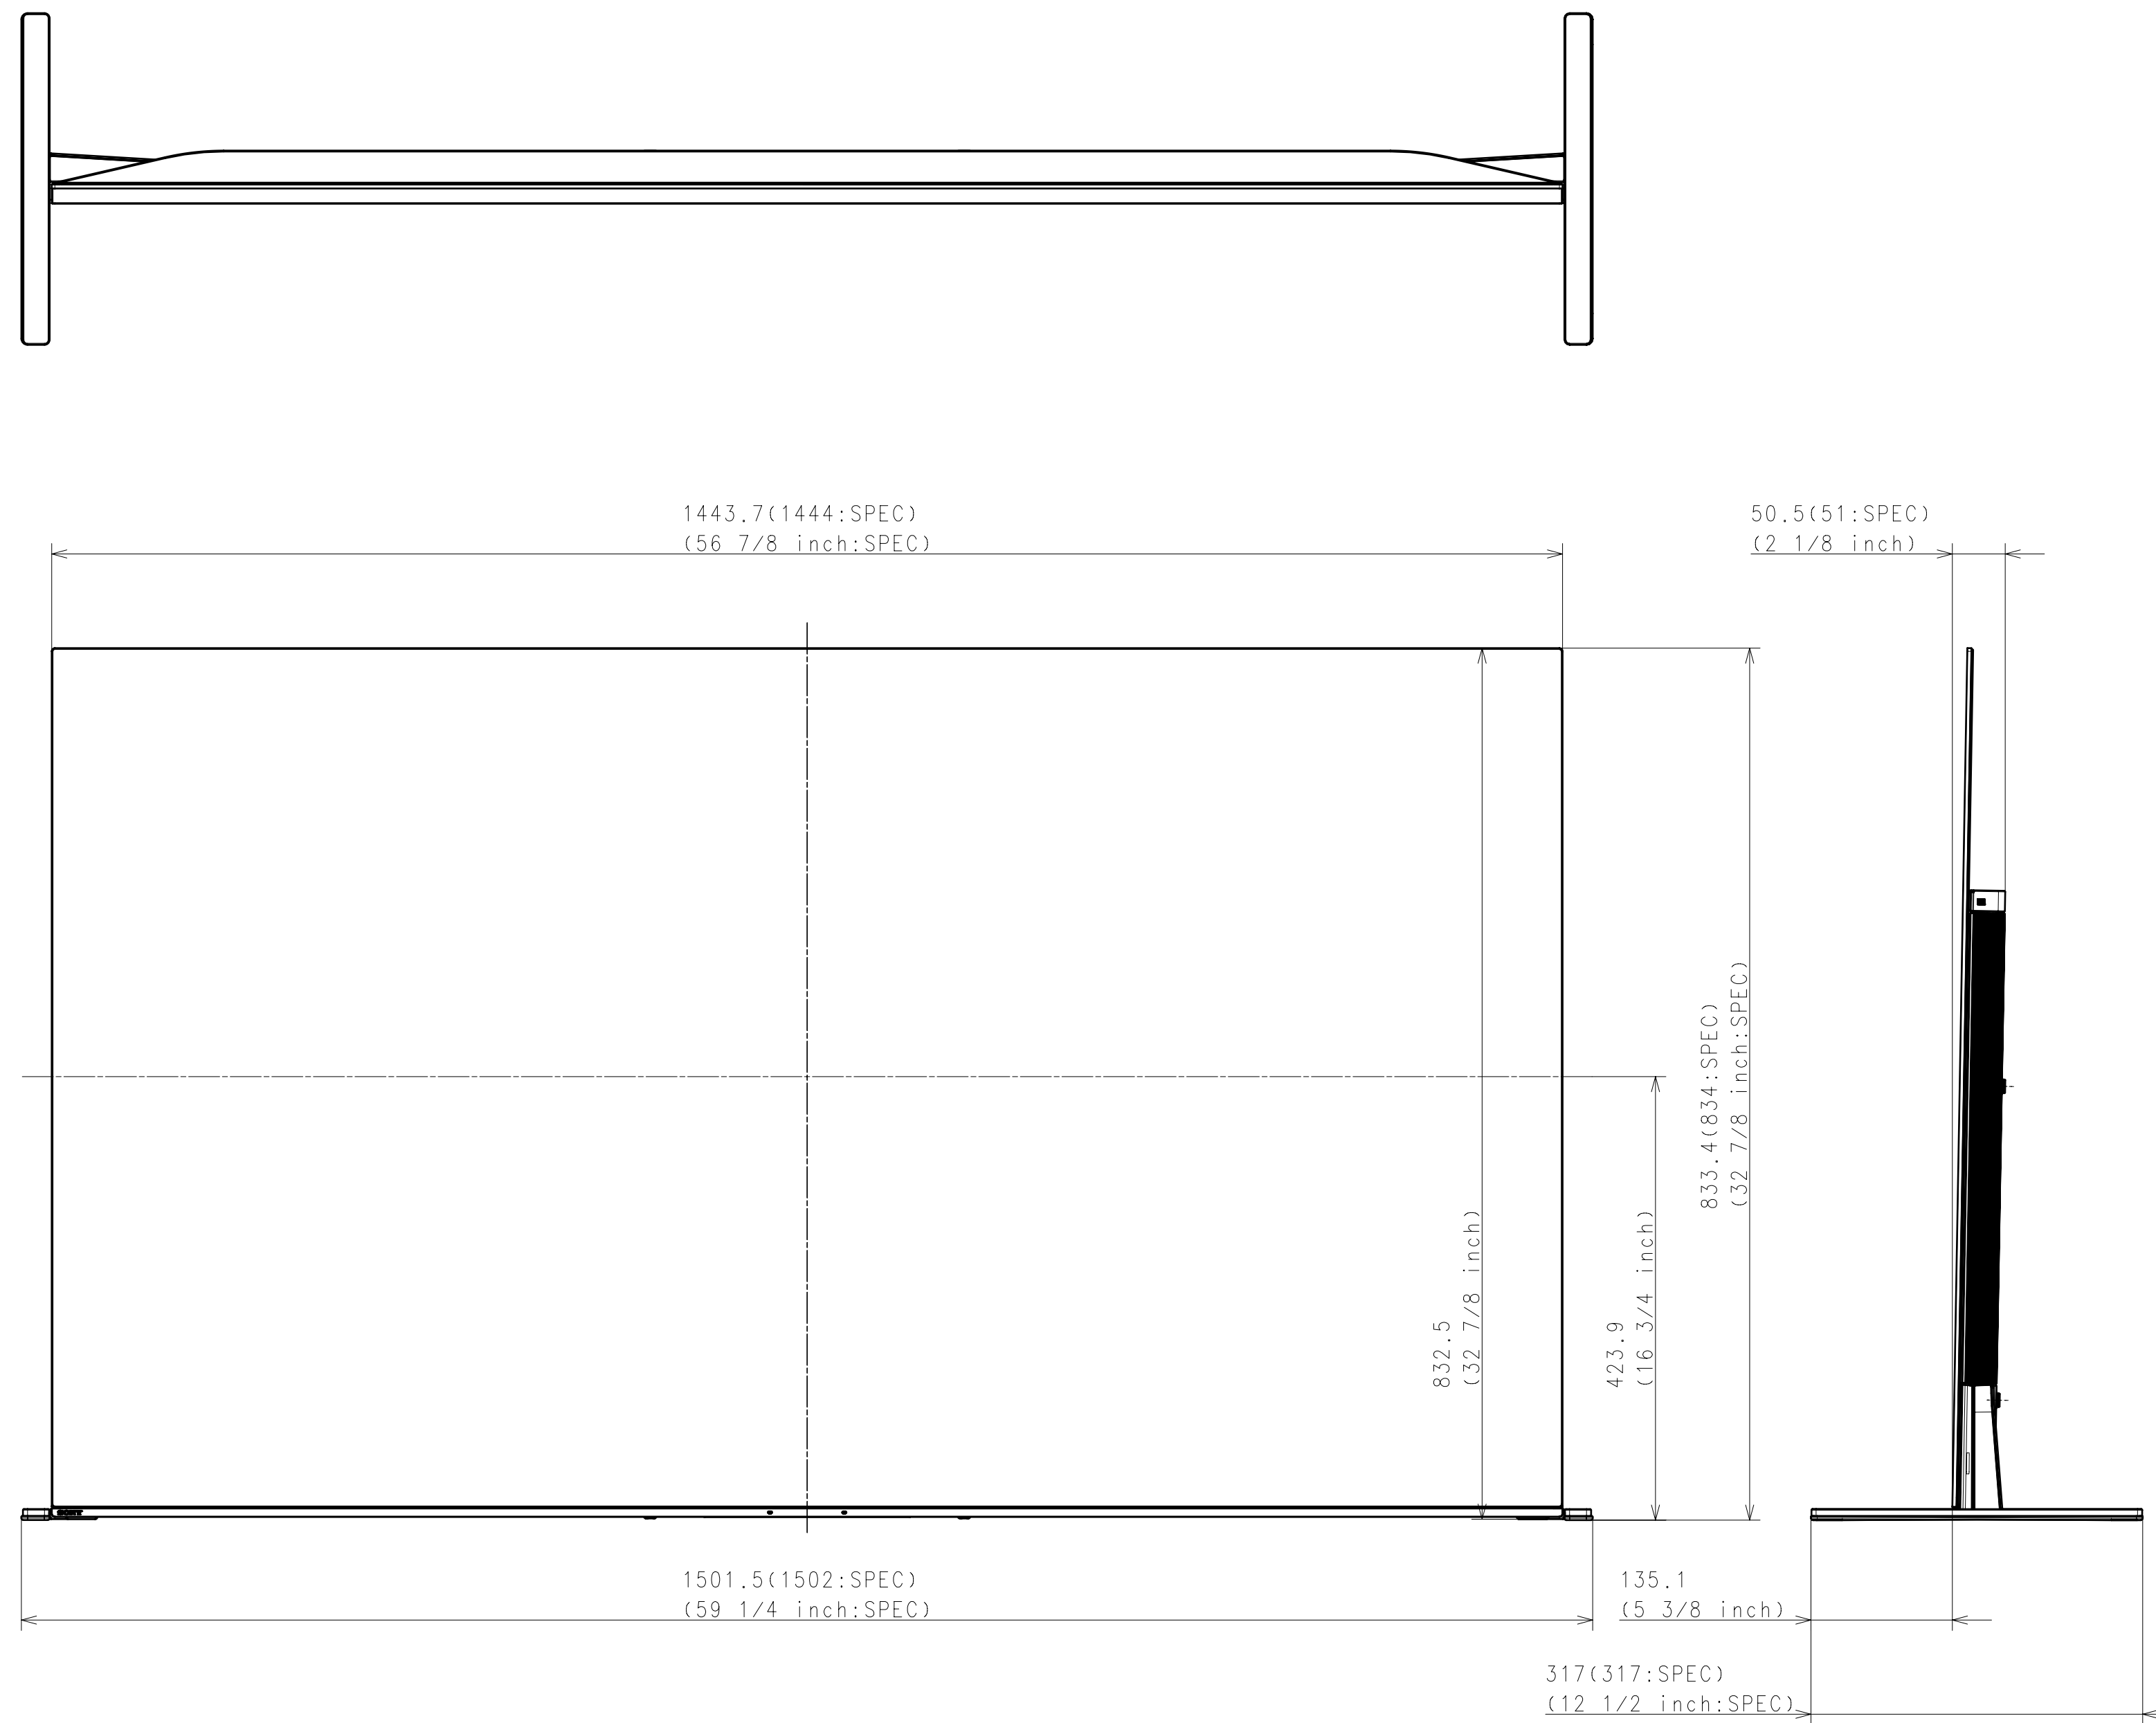 1443.7(1444:SPEC)
(56 7/8 inch:SPEC)
50.5(51:SPEC)
(2 1/8 inch)
833.4(834:SPEC)
(32 7/8 inch:SPEC)
832.5
(32 7/8 inch)
423.9
(16 3/4 inch)
SONY
1501.5(1502:SPEC)
(59 1/4 inch:SPEC)
135.1
(5 3/8 inch)
317(317:SPEC)
(12 1/2 inch:SPEC)